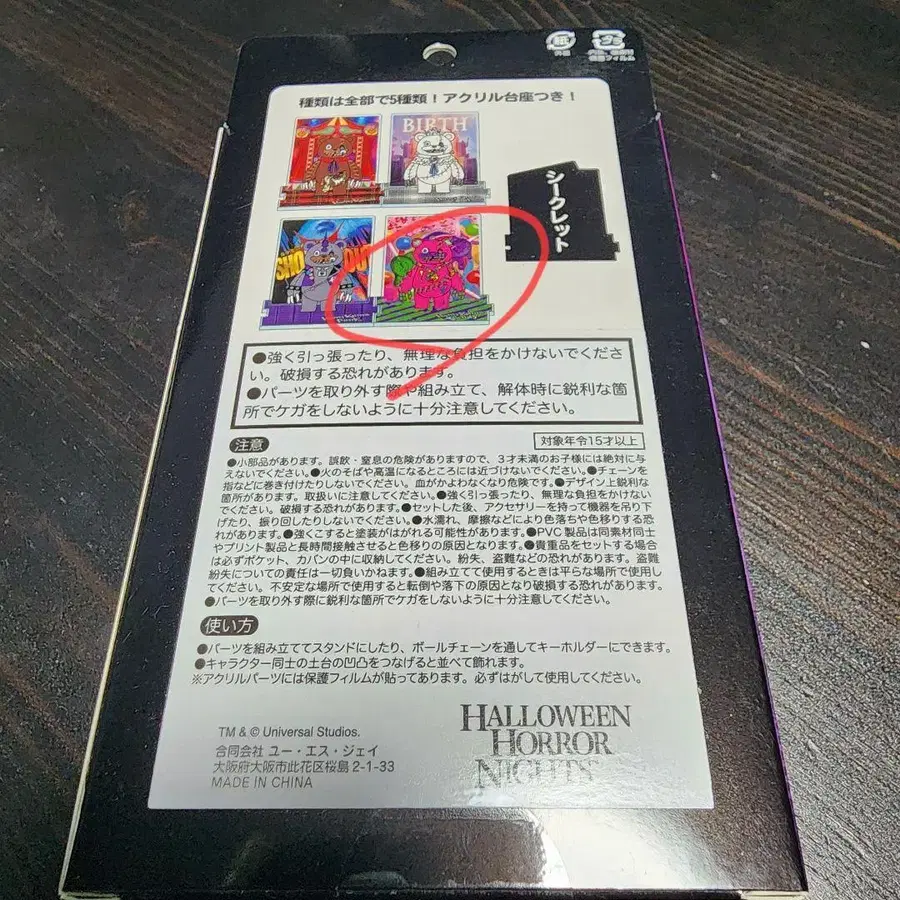 外箱
種類は全部で5種類！アクリル台座つき！
BIRTH
シークレット
SHO
OU
●強く引っ張ったり、無理な負担をかけないでくださ
い。破損する恐れがあります。
●パーツを取り外す際や組み立て、解体時に鋭利な箇
所でケガをしないように十分注意してください。
注意
対象年令15才以上
●小部品があります。誤飲・窒息の危険がありますので、3才未満のお子様には絶対に与
えないでください。●火のそばや高温になるところには近づけないでください。●チェーンを
指などに巻き付けたりしないでください。血がかよわなくなり危険です。●デザイン上鋭利な
箇所があります。取扱いに注意してください。●強く引っ張ったり、無理な負担をかけない
でください。破損する恐れがあります。●セットした後、アクセサリーを持って機器を吊り下
げたり、振り回したりしないでください。●水濡れ、摩擦などにより色落ちや色移りする恐
れがあります。●強くこすると塗装がはがれる可能性があります。●PVC製品は同素材同士
やプリント製品と長時間接触させると色移りの原因となります。●貴重品をセットする場合
は必ずポケット、カバンの中に収納してください。紛失、盗難などの恐れがあります。盗難
紛失についての責任は一切負いかねます。●組み立てて使用するときは平らな場所で使用し
てください。不安定な場所で使用すると転倒や落下の原因となり破損する恐れがあります。
●パーツを取り外す際に鋭利な箇所でケガをしないように十分注意してください。
使い方
●パーツを組み立ててスタンドにしたり、ボールチェーンを通してキーホルダーにできます。
●キャラクター同士の土台の凹凸をつなげると並べて飾れます。
※アクリルパーツには保護フィルムが貼ってあります。必ずはがして使用してください。
TM & © Universal Studios.
合同会社 ユー・エス・ジェイ
大阪府大阪市此花区桜島 2-1-33
MADE IN CHINA
HALLOWEEN
HORROR
NIGHTS